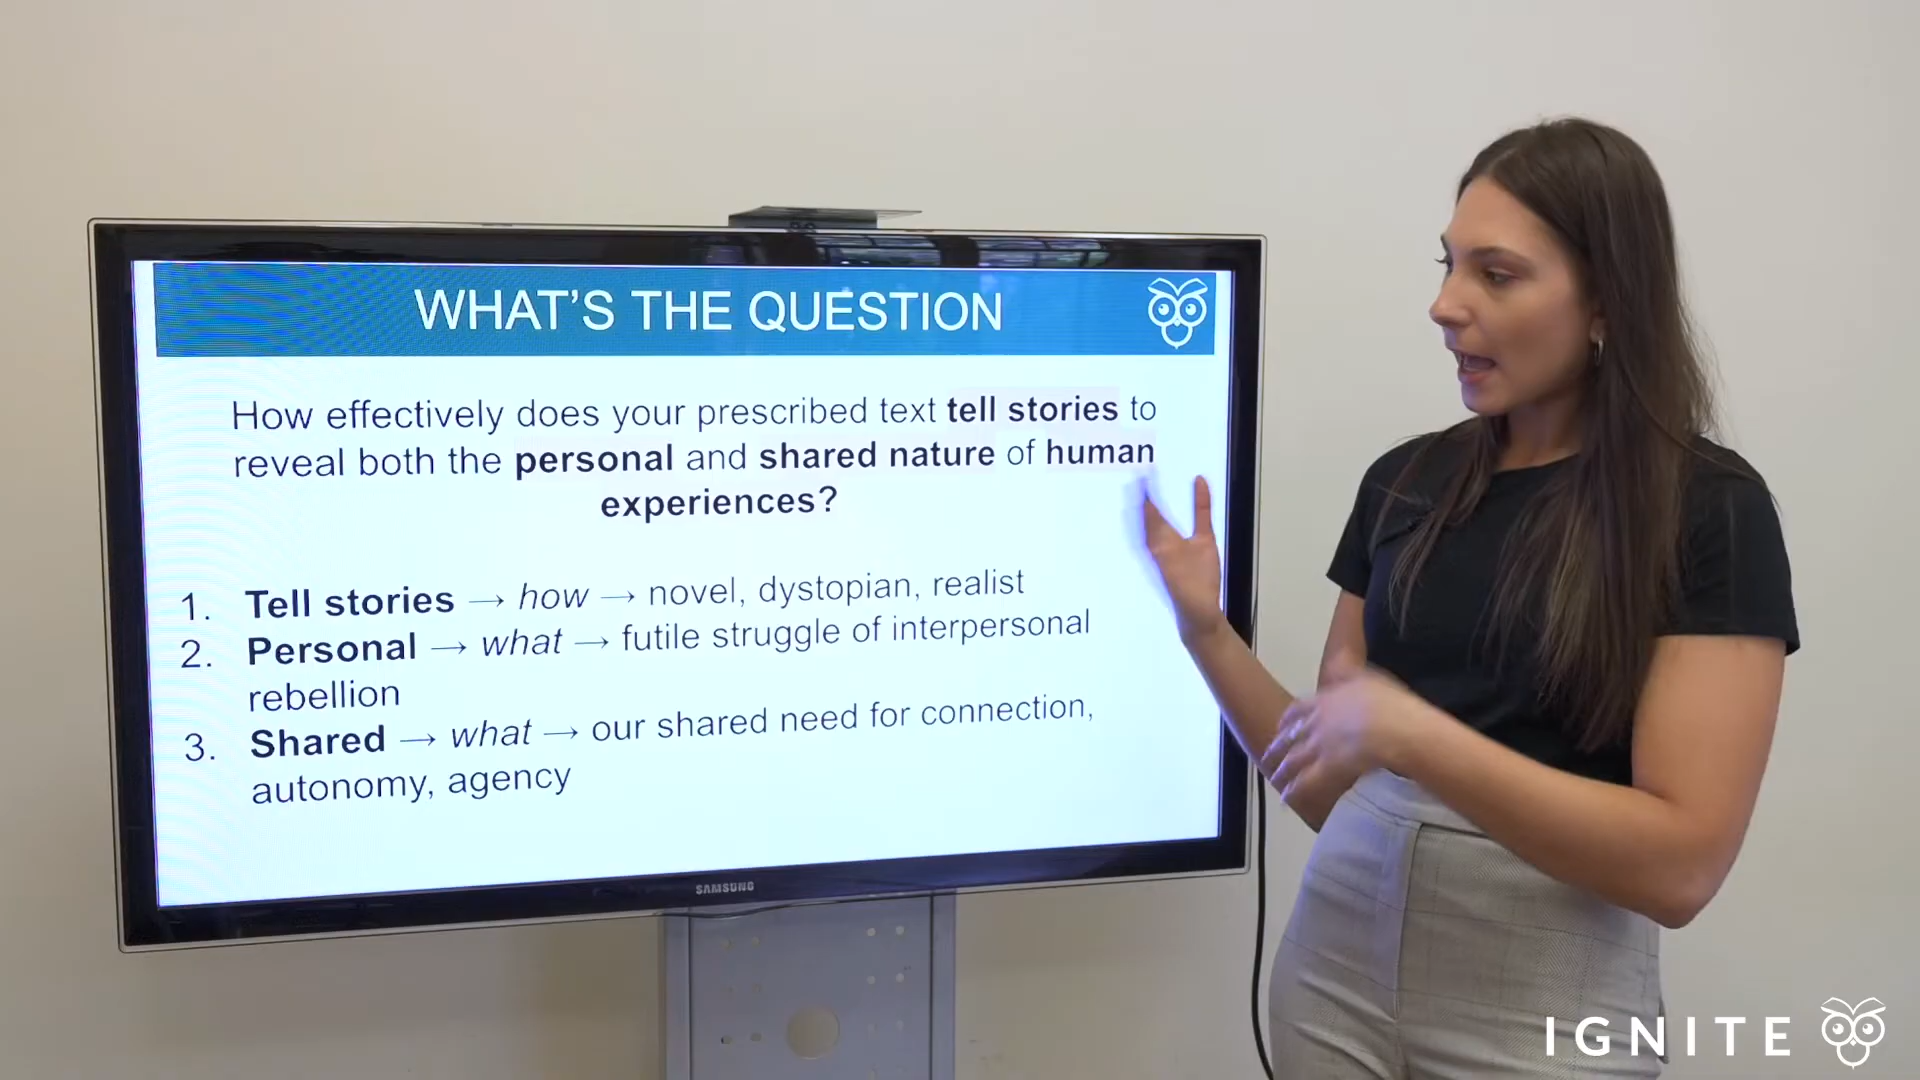 WHAT'S THE QUESTION
How effectively does your prescribed text tell stories to
reveal both the personal and shared nature of human
experiences?
1. Tell stories → how → novel, dystopian, realist
2. Personal → what → futile struggle of interpersonal
rebellion
3. Shared → what → our shared need for connection,
autonomy, agency
SAMSUNG
IGNITE